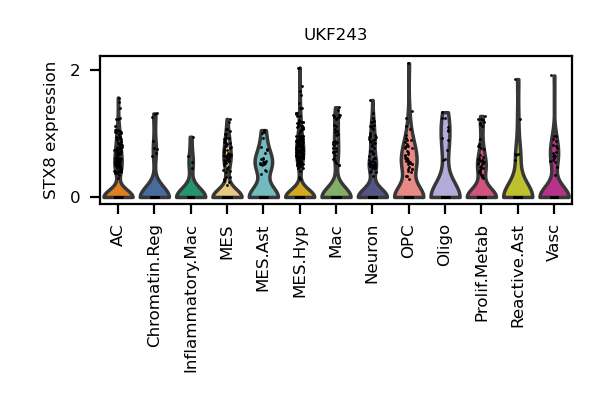 UKF243
STX8 expression
2
0
AC
Chromatin.Reg
Inflammatory.Mac
MES
MES.Ast
MES.Hyp
Mac
Neuron
OPC
Oligo
Prolif.Metab
Reactive.Ast
Vasc